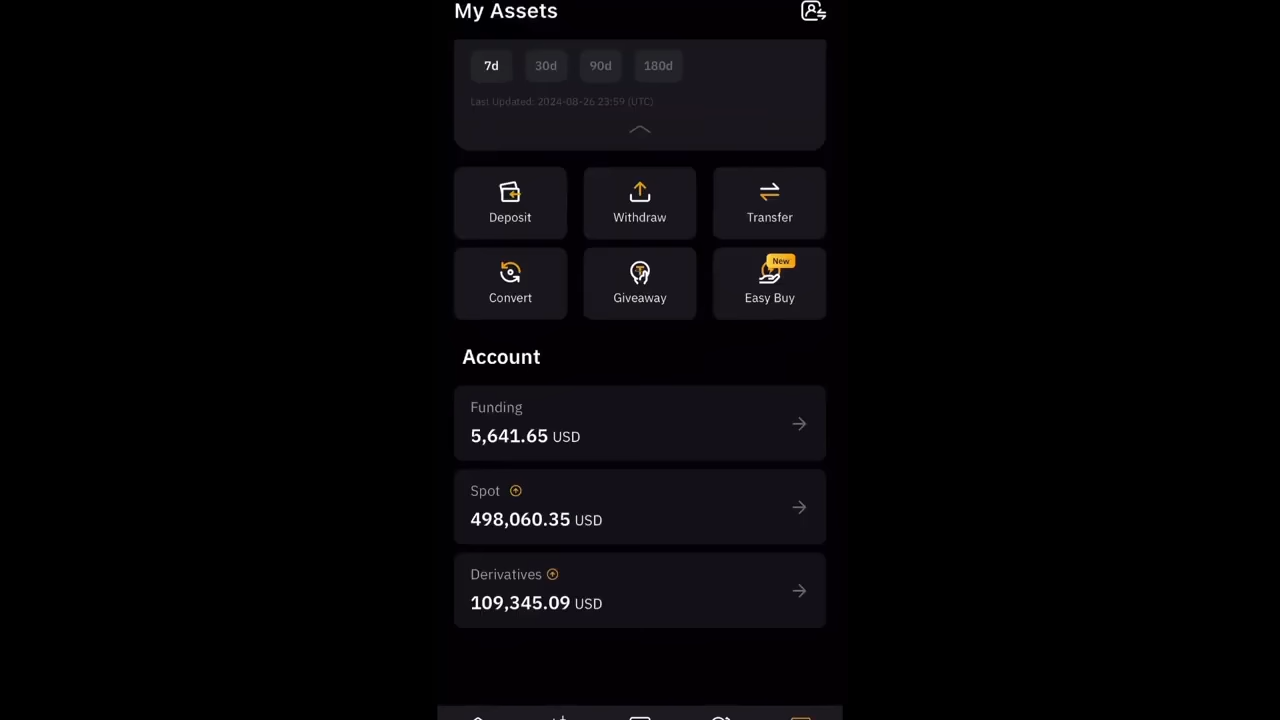 My Assets
7d 30d 90d 180d
Last Updated: 2024-08-26 23:59 (UTC)
Deposit Withdraw Transfer
New
Convert Giveaway Easy Buy
Account
Funding
5,641.65 USD
Spot
498,060.35 USD
Derivatives
109,345.09 USD